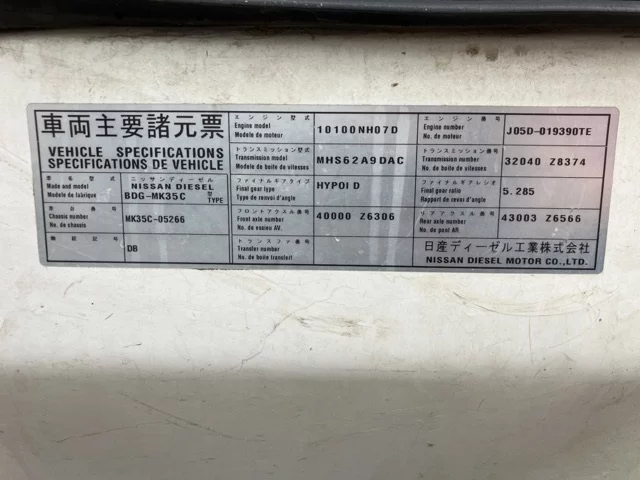 車両主要諸元票
VEHICLE SPECIFICATIONS
SPECIFICATIONS DE VEHICLE
車名型式
Make and model
Modele de fabrique
ニッサンディーゼル
NISSAN DIESEL
BDG-MK35C
型
TYPE
車台番号
Chassis number
No. de chassis
MK35C-05266
DB
エンジン型式
Engine model
Modele de moteur
10100NH07D
エンジン番号
Engine number
No. de moteur
J05D-019390TE
トランスミッション型式
Transmission model
Modele de boite de vitesses
MHS62A9DAC
トランスミッション番号
Transmission number
No. de boite de vitesses
32040 Z8374
ファイナルギアタイプ
Final gear type
Type de renvoi d'angle
HYPOI D
ファイナルギアレシオ
Final gear ratio
Rapport de renvoi d'angle
5.285
フロントアクスル番号
Front axle number
No. de essieu AV.
40000 Z6306
リアアクスル番号
Rear axle number
No. de pont AR.
43003 Z6566
トランスファ番号
Transfer number
No. de boite transfert
日産ディーゼル工業株式会社
NISSAN DIESEL MOTOR CO.,LTD.